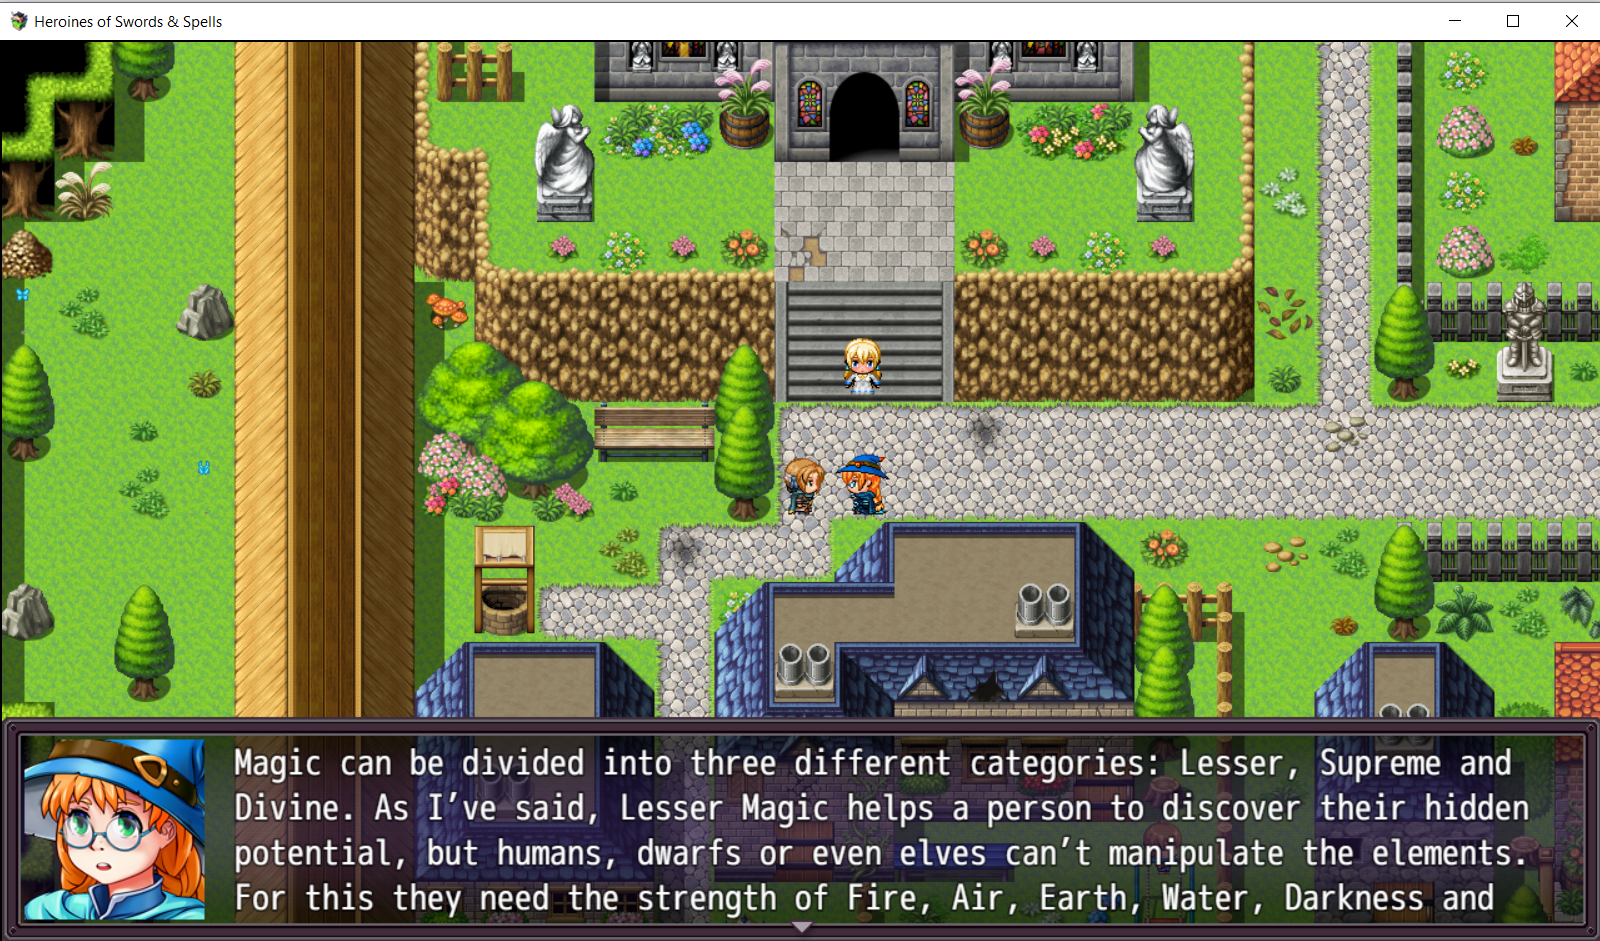 Heroines of Swords & Spells
Magic can be divided into three different categories: Lesser, Supreme and
Divine. As I’ve said, Lesser Magic helps a person to discover their hidden
potential, but humans, dwarfs or even elves can’t manipulate the elements.
For this they need the strength of Fire, Air, Earth, Water, Darkness and